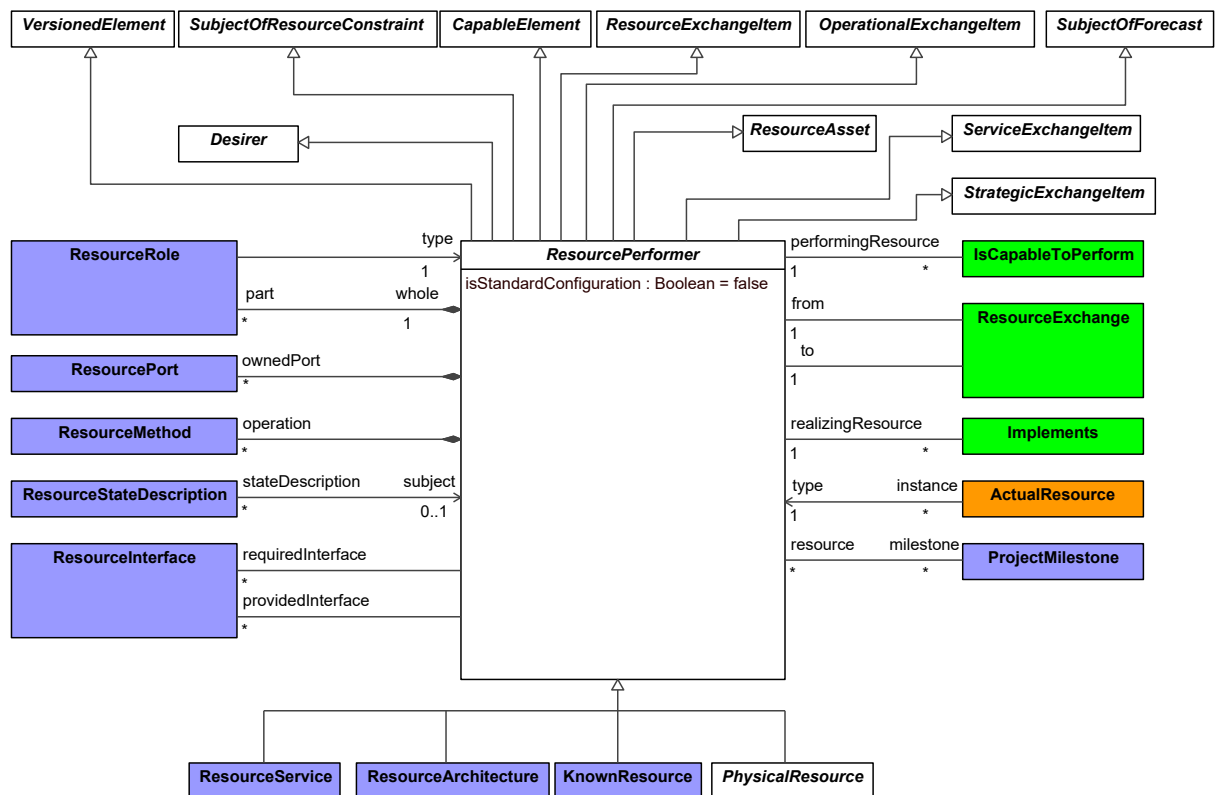 VersionedElement
SubjectOfResourceConstraint
CapableElement
ResourceExchangeItem
OperationalExchangeItem
SubjectOfForecast
Desirer
ResourceAsset
ServiceExchangeItem
StrategicExchangeItem
ResourceRole
type
1
part
whole
*
1
ResourcePerformer
isStandardConfiguration : Boolean = false
performingResource
1
*
IsCapableToPerform
from
1
to
1
ResourceExchange
ResourcePort
ownedPort
*
ResourceMethod
operation
*
realizingResource
1
*
Implements
ResourceStateDescription
stateDescription
subject
*
0..1
type
instance
1
*
ActualResource
ResourceInterface
requiredInterface
*
providedInterface
*
resource
milestone
*
*
ProjectMilestone
ResourceService
ResourceArchitecture
KnownResource
PhysicalResource